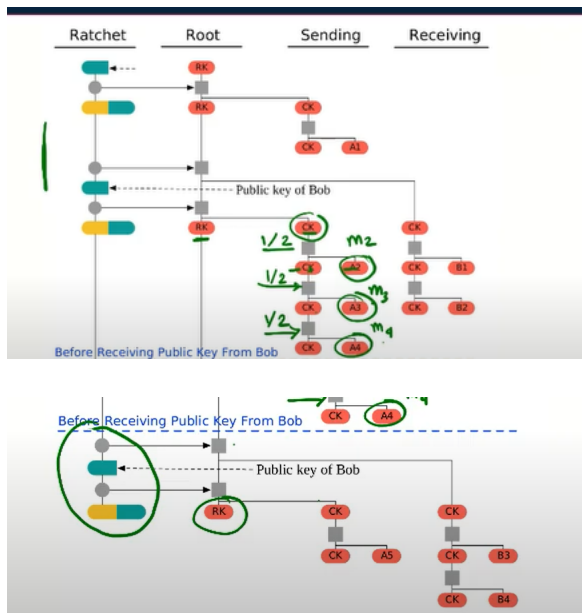 Ratchet Root Sending Receiving
RK
RK CK
CK A1
Public key of Bob
RK CK CK
1/2 m2
CK A2 CK B1
1/2 m3
CK A3 CK B2
1/2 m4
CK A4
Before Receiving Public Key From Bob
CK A4
Before Receiving Public Key From Bob
Public key of Bob
RK CK CK
CK A5 CK B3
CK B4